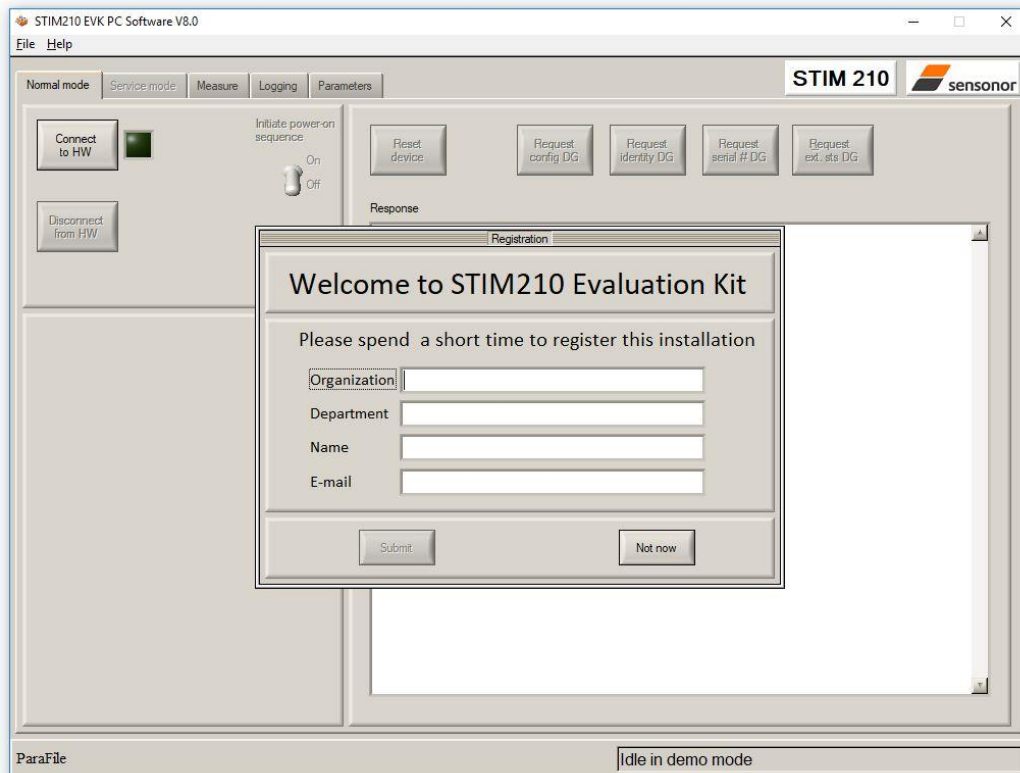 STIM210 EVK PC Software V8.0
File Help
Normal mode Service mode Measure Logging Parameters
STIM 210 sensonor
Connect to HW
Initiate power-on sequence
On
Off
Disconnect from HW
Reset device
Request config DG
Request identity DG
Request serial # DG
Request ext. sts DG
Response
Registration
Welcome to STIM210 Evaluation Kit
Please spend  a short time to register this installation
Organization
Department
Name
E-mail
Submit Not now
ParaFile
Idle in demo mode